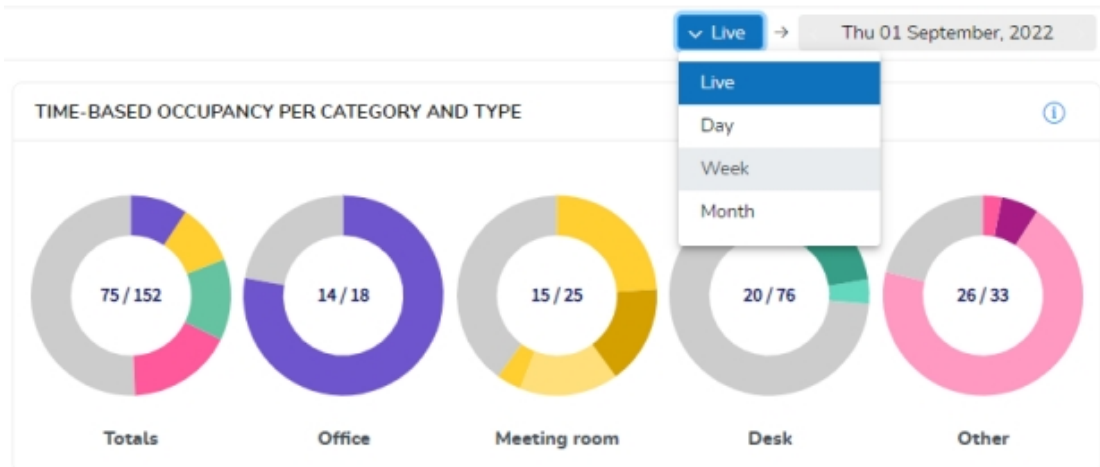 Live → Thu 01 September, 2022
Live
Day
Week
Month
TIME-BASED OCCUPANCY PER CATEGORY AND TYPE
75 / 152
14 / 18
15 / 25
20 / 76
26 / 33
Totals
Office
Meeting room
Desk
Other